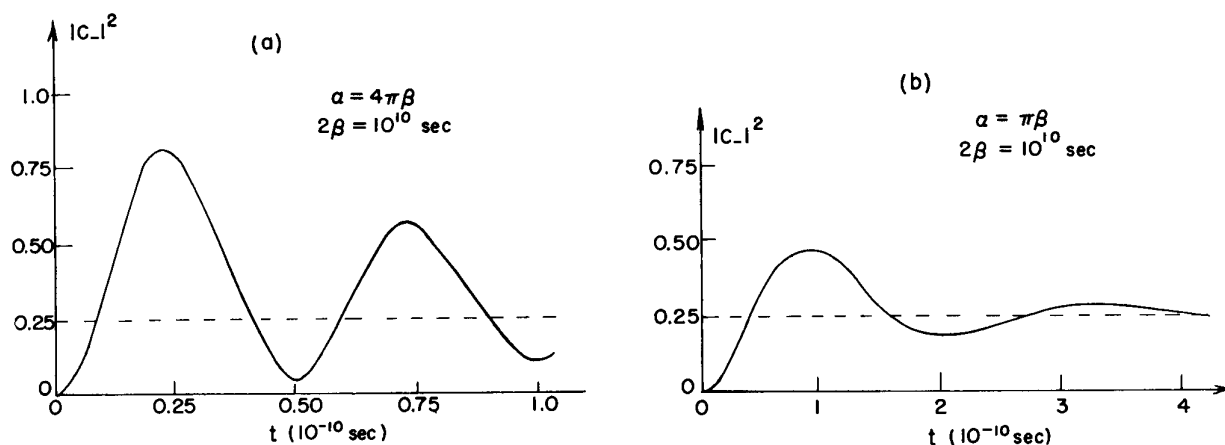 |C_|²
(a)
α = 4πβ
2β = 10¹⁰ sec
1.0
0.75
0.50
0.25
0
0 0.25 0.50 0.75 1.0
t (10⁻¹⁰ sec)
|C_|²
(b)
α = πβ
2β = 10¹⁰ sec
0.75
0.50
0.25
0
0 1 2 3 4
t (10⁻¹⁰ sec)